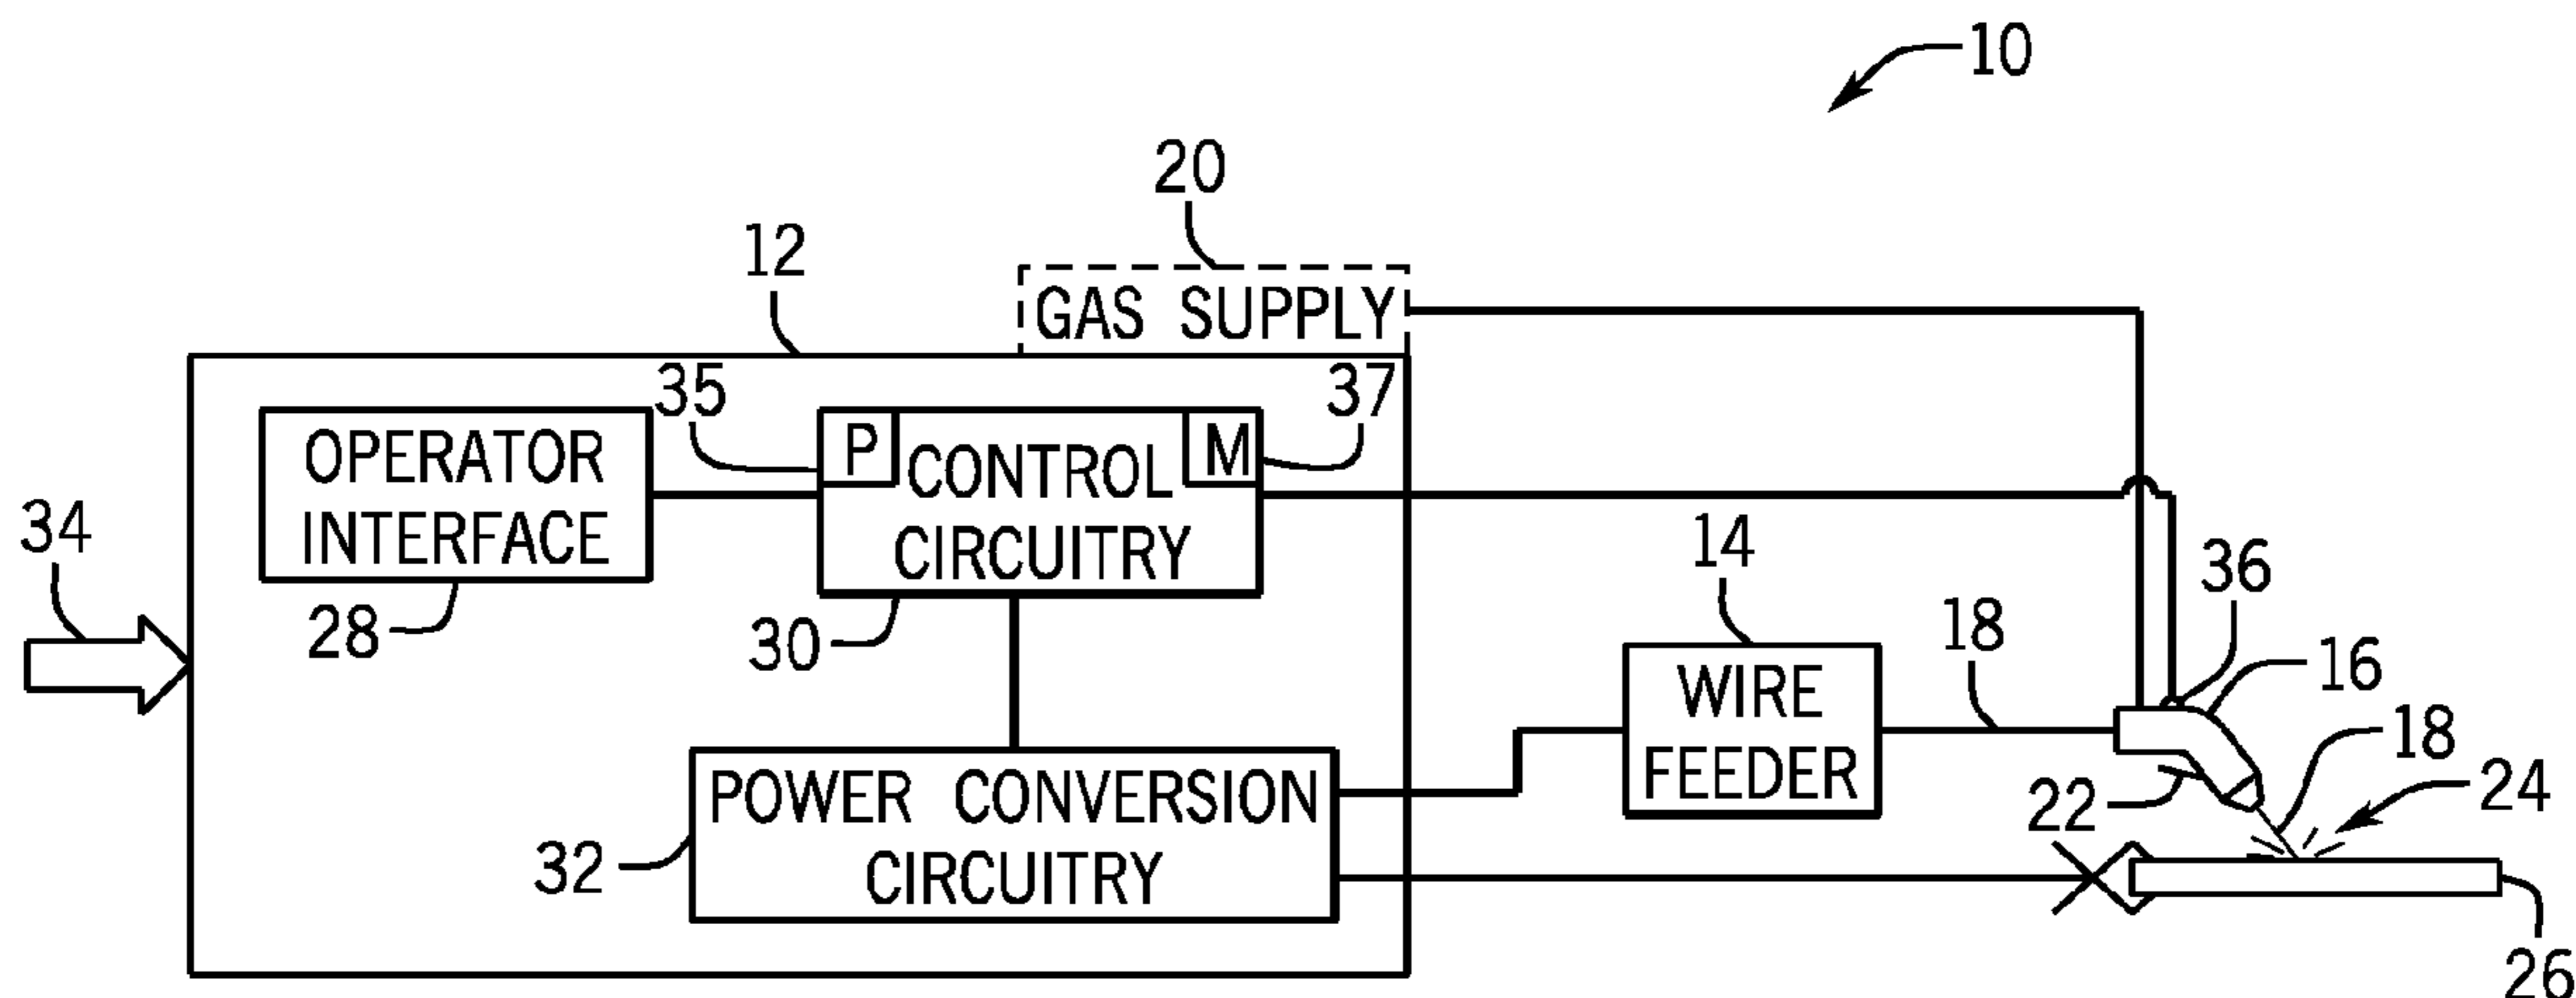 10
20
12
GAS SUPPLY
35
37
OPERATOR
INTERFACE
P
CONTROL
CIRCUITRY
M
34
28
30
14
WIRE
FEEDER
18
36
16
18
22
24
POWER CONVERSION
CIRCUITRY
32
26